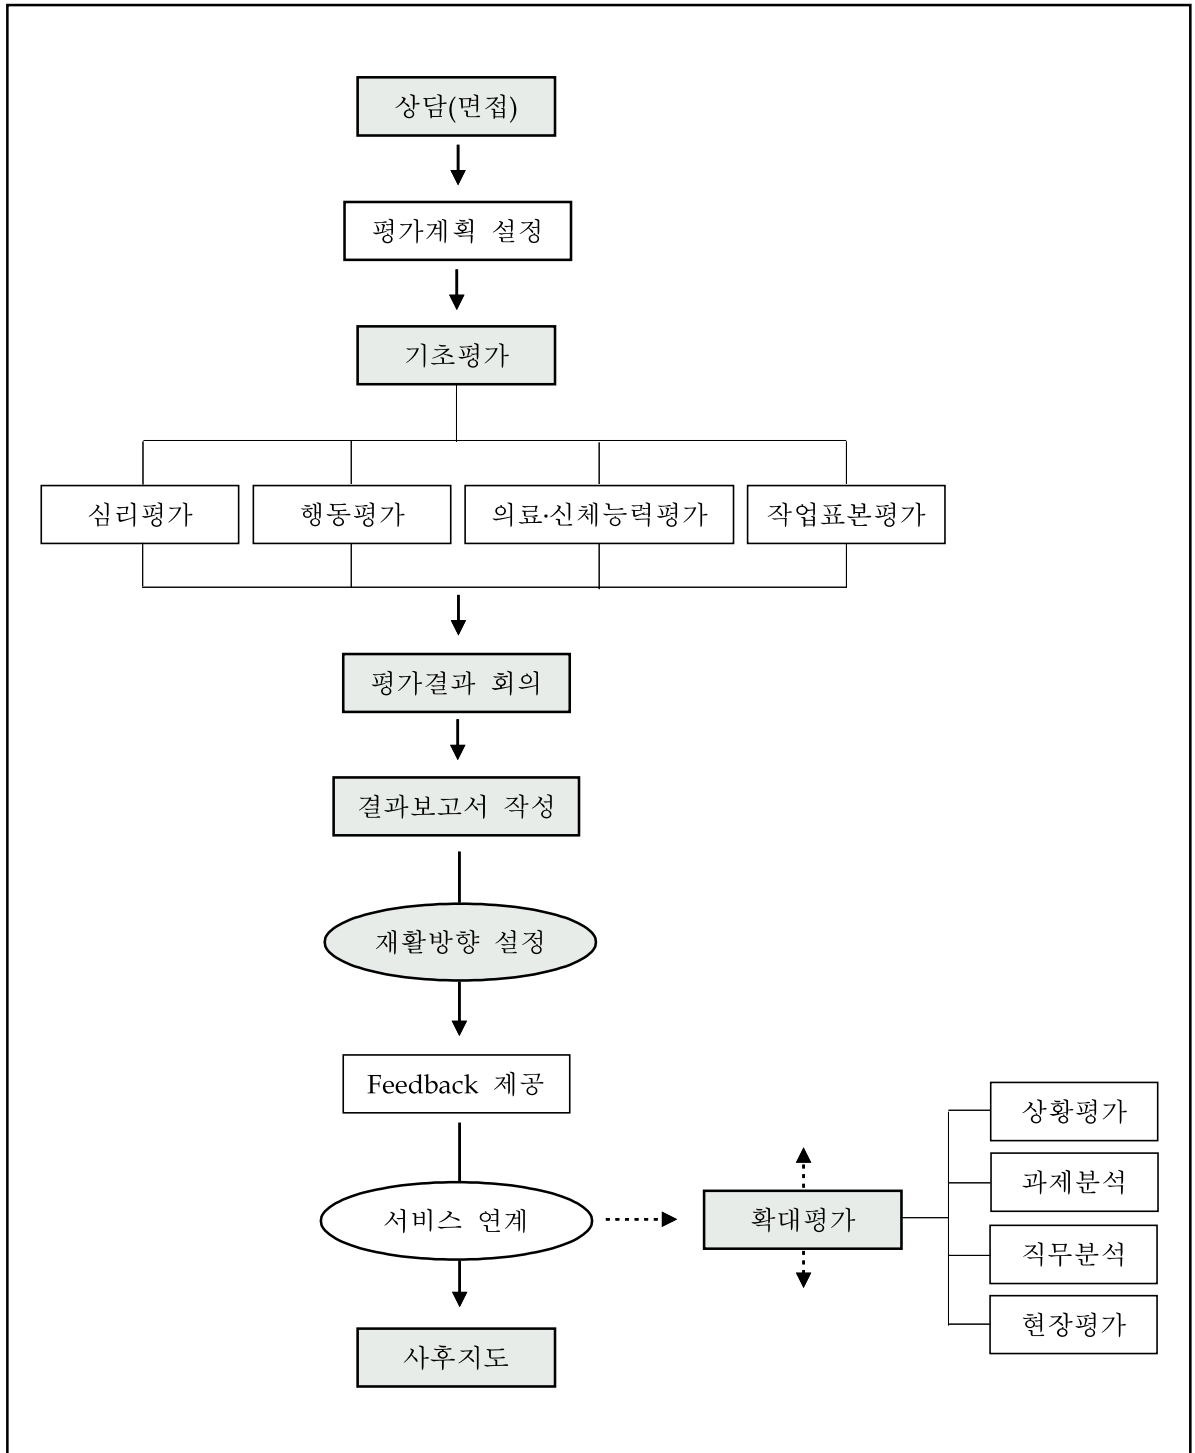 상담(면접)
평가계획 설정
기초평가
심리평가
행동평가
의료·신체능력평가
작업표본평가
평가결과 회의
결과보고서 작성
재활방향 설정
Feedback 제공
서비스 연계
확대평가
상황평가
과제분석
직무분석
현장평가
사후지도